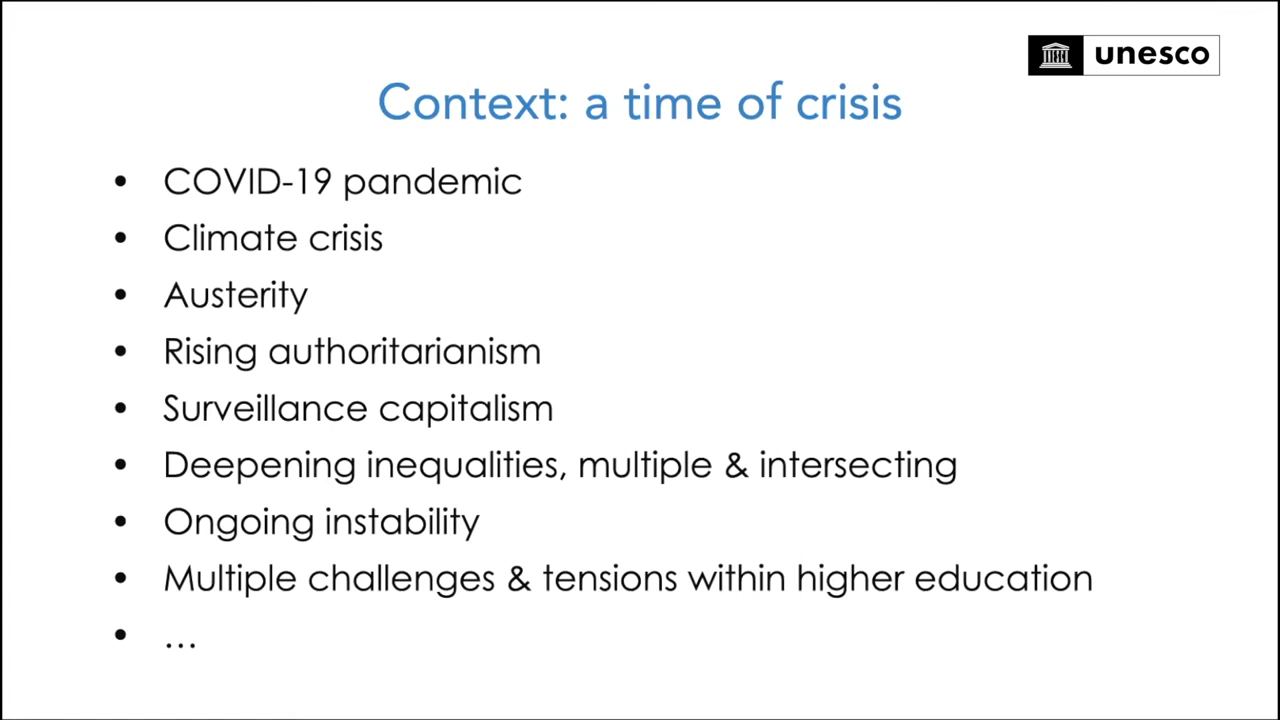 unesco
Context: a time of crisis
• COVID-19 pandemic
• Climate crisis
• Austerity
• Rising authoritarianism
• Surveillance capitalism
• Deepening inequalities, multiple & intersecting
• Ongoing instability
• Multiple challenges & tensions within higher education
• …